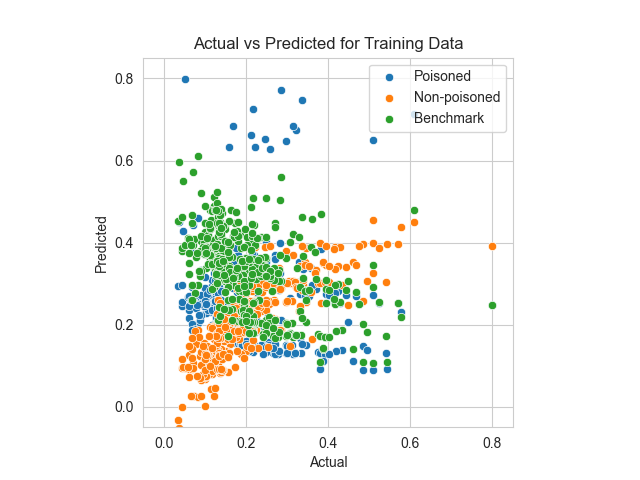 Actual vs Predicted for Training Data
Poisoned
Non-poisoned
Benchmark
Predicted
0.8
0.6
0.4
0.2
0.0
0.0 0.2 0.4 0.6 0.8
Actual